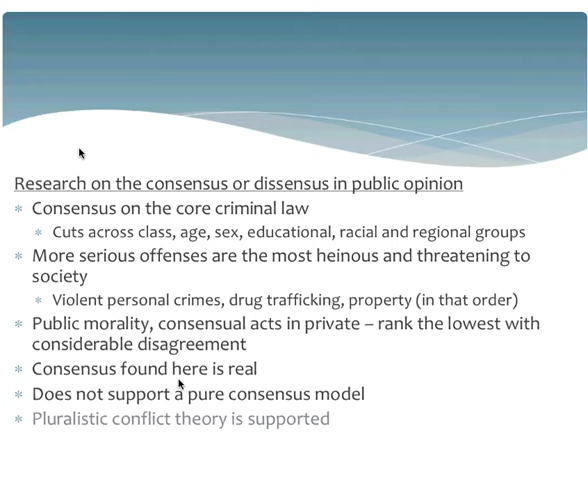 Research on the consensus or dissensus in public opinion
* Consensus on the core criminal law
* Cuts across class, age, sex, educational, racial and regional groups
* More serious offenses are the most heinous and threatening to
society
* Violent personal crimes, drug trafficking, property (in that order)
* Public morality, consensual acts in private – rank the lowest with
considerable disagreement
* Consensus found here is real
* Does not support a pure consensus model
* Pluralistic conflict theory is supported